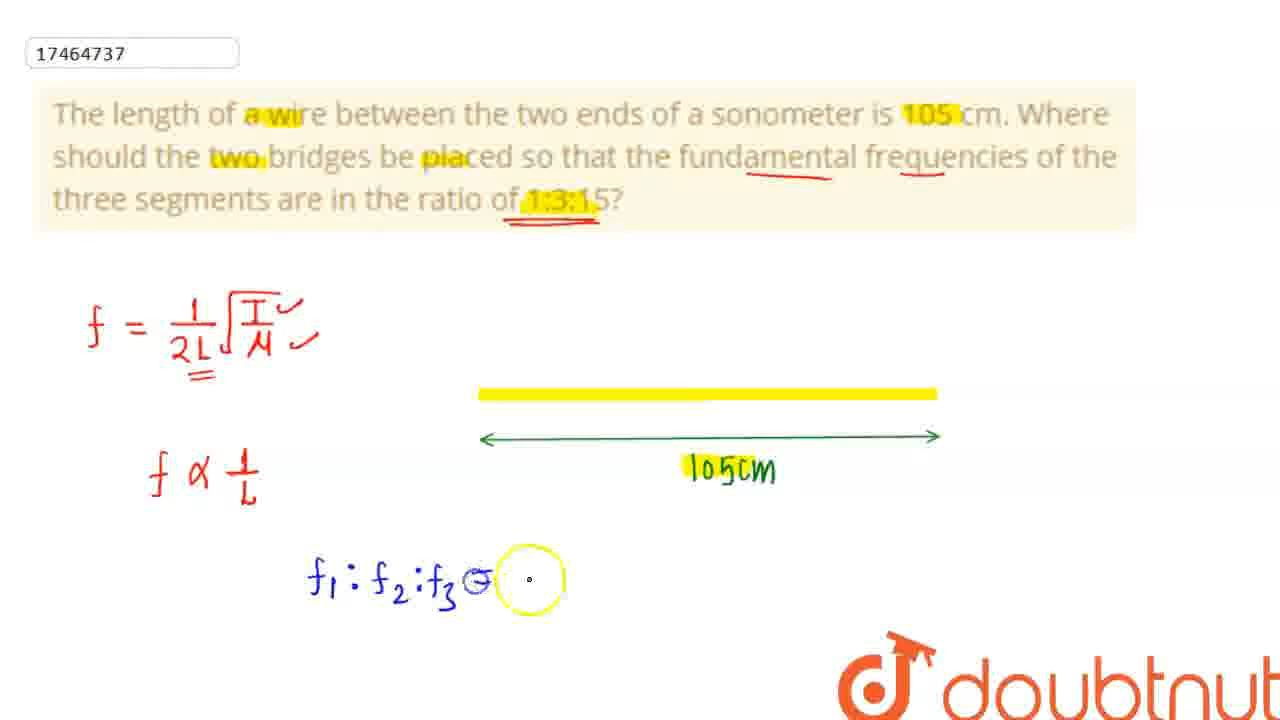 17464737
The length of a wire between the two ends of a sonometer is 105 cm. Where
should the two bridges be placed so that the fundamental frequencies of the
three segments are in the ratio of 1:3:15?
f = 1/2L √T/μ
f ∝ 1/L
105cm
f₁ : f₂ : f₃ =
doubtnut